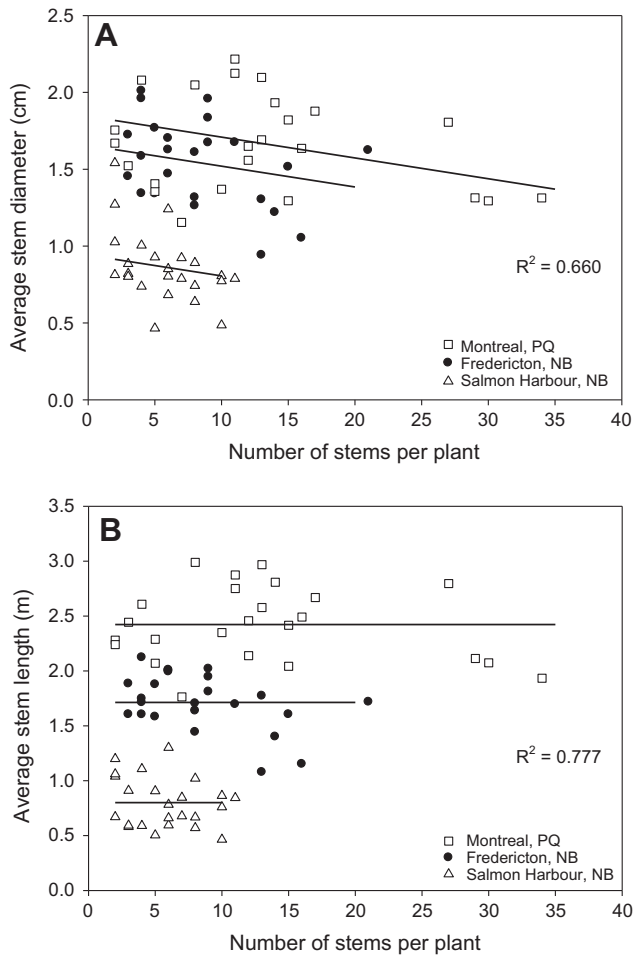 A
Average stem diameter (cm)
2.5
2.0
1.5
1.0
0.5
0.0
R² = 0.660
Montreal, PQ
Fredericton, NB
Salmon Harbour, NB
0 5 10 15 20 25 30 35 40
Number of stems per plant
B
Average stem length (m)
3.5
3.0
2.5
2.0
1.5
1.0
0.5
0.0
R² = 0.777
Montreal, PQ
Fredericton, NB
Salmon Harbour, NB
0 5 10 15 20 25 30 35 40
Number of stems per plant